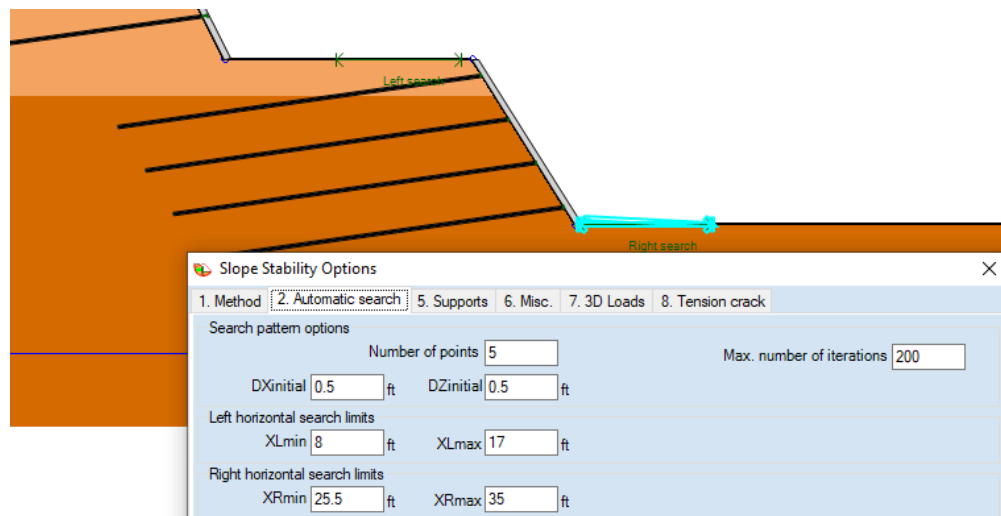 Left search
Right search
Slope Stability Options
1. Method 2. Automatic search 5. Supports 6. Misc. 7. 3D Loads 8. Tension crack
Search pattern options
Number of points 5 Max. number of iterations 200
DXinitial 0.5 ft DZinitial 0.5 ft
Left horizontal search limits
XLmin 8 ft XLmax 17 ft
Right horizontal search limits
XRmin 25.5 ft XRmax 35 ft